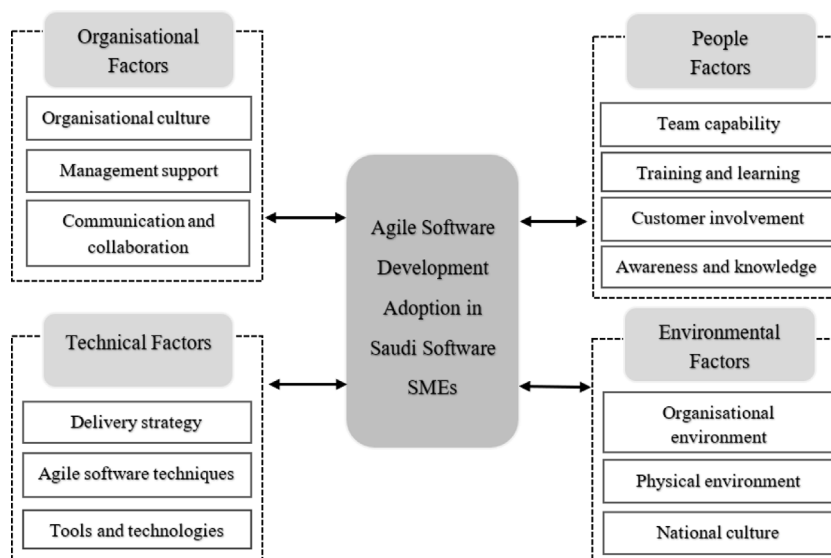 Organisational
Factors
Organisational culture
Management support
Communication and
collaboration
People
Factors
Team capability
Training and learning
Customer involvement
Awareness and knowledge
Agile Software
Development
Adoption in
Saudi Software
SMEs
Technical Factors
Delivery strategy
Agile software techniques
Tools and technologies
Environmental
Factors
Organisational
environment
Physical environment
National culture